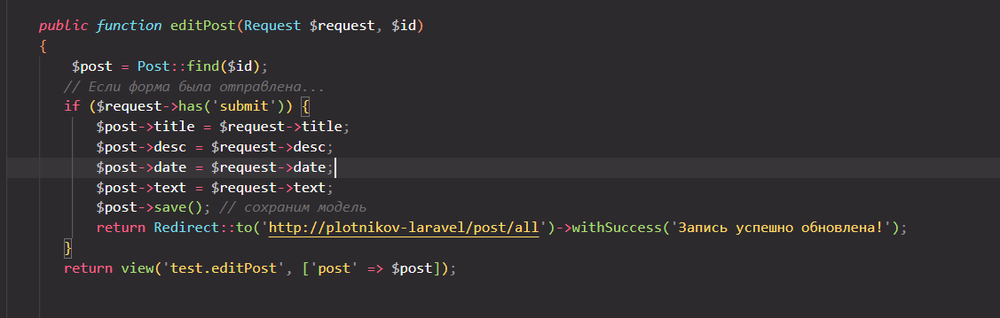 public function editPost(Request $request, $id)
{
$post = Post::find($id);
// Если форма была отправлена...
if ($request->has('submit')) {
$post->title = $request->title;
$post->desc = $request->desc;
$post->date = $request->date;
$post->text = $request->text;
$post->save(); // сохраним модель
return Redirect::to('http://plotnikov-laravel/post/all')->withSuccess('Запись успешно обновлена!');
}
return view('test.editPost', ['post' => $post]);